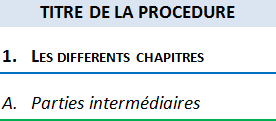 TITRE DE LA PROCEDURE
1. LES DIFFERENTS CHAPITRES
A. Parties intermédiaires